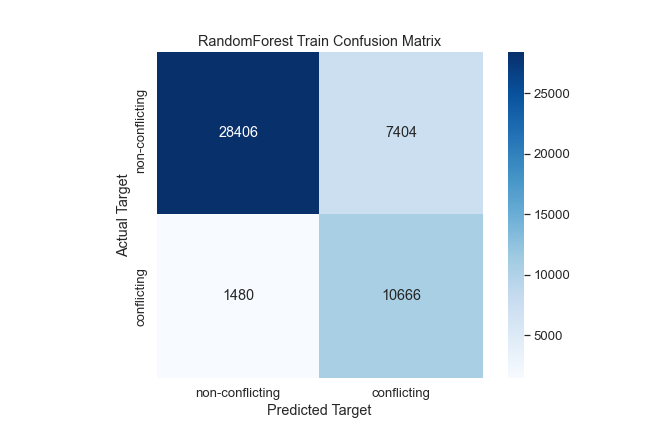 RandomForest Train Confusion Matrix
Actual Target
non-conflicting
28406 7404
conflicting
1480 10666
non-conflicting conflicting
Predicted Target
25000
20000
15000
10000
5000